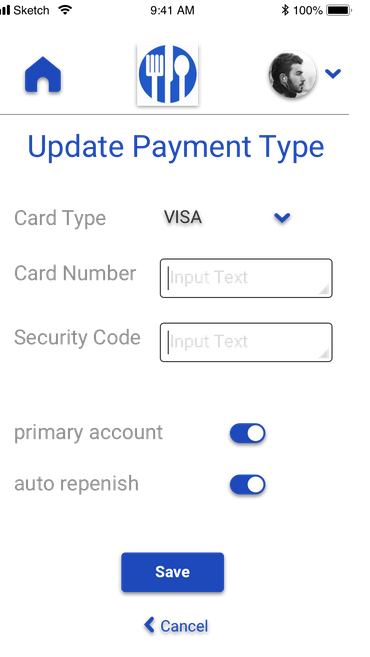 Sketch 9:41 AM 100%
Update Payment Type
Card Type VISA
Card Number Input Text
Security Code Input Text
primary account
auto repenish
Save
Cancel